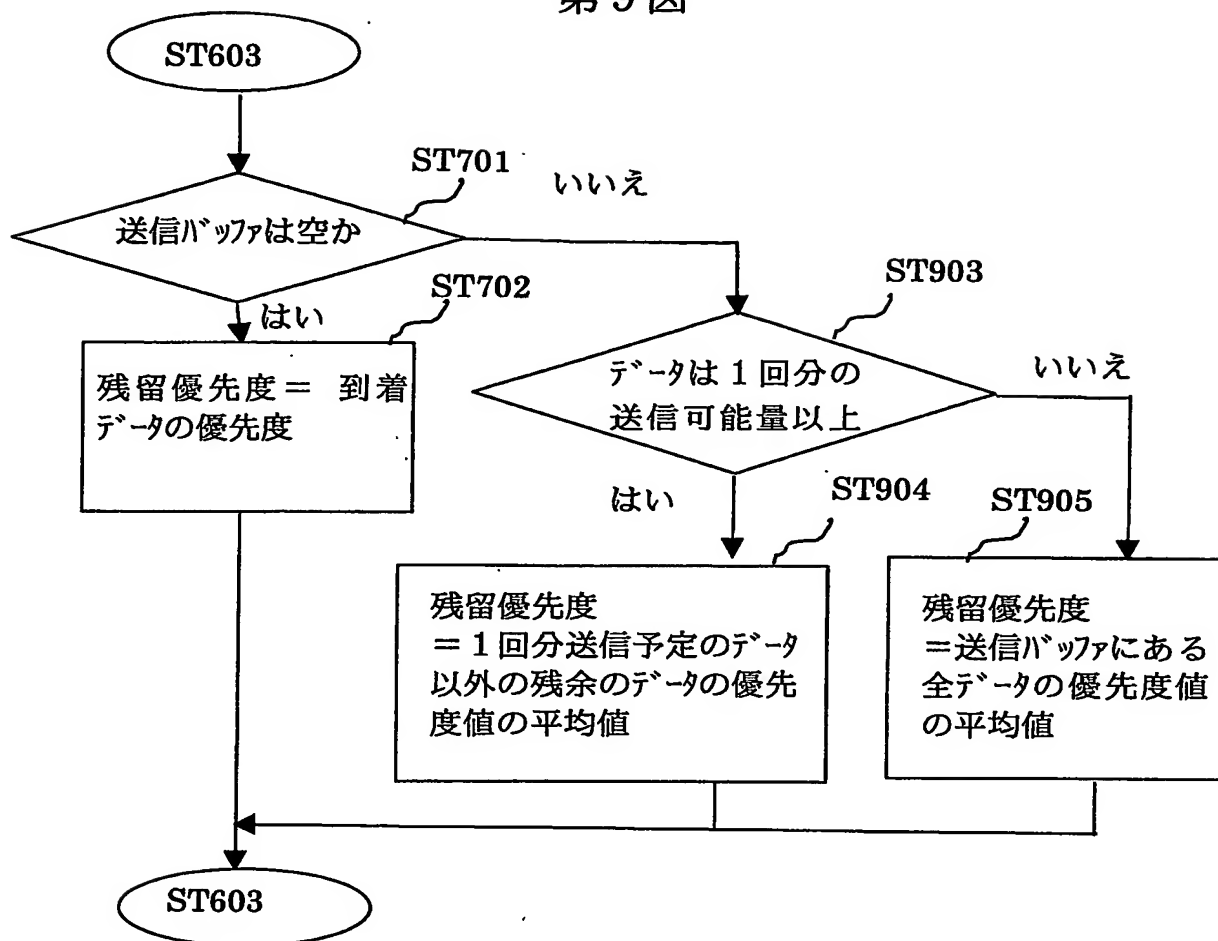 ST603
ST701
いいえ
送信バッファは空か
ST903
ST702
はい
データは1回分の
送信可能量以上
いいえ
残留優先度＝ 到着
データの優先度
はい
ST904
ST905
残留優先度
＝1回分送信予定のデータ
以外の残余のデータの優先
度値の平均値
残留優先度
＝送信バッファにある
全データの優先度値
の平均値
ST603